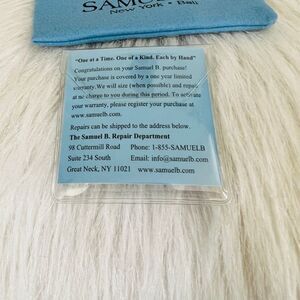 SAMUE
New York • Bali
"One at a Time. One of a Kind. Each by Hand"
Congratulations on your Samuel B. purchase!
Your purchase is covered by a one year limited
warranty. We will size (when possible) and repair
at no charge to you during this period. To activate
your warranty, please register your purchase at
www.samuelb.com.
Repairs can be shipped to the address below.
The Samuel B. Repair Department
98 Cuttermill Road Phone: 1-855-SAMUELB
Suite 234 South Email: info@samuelb.com
Great Neck, NY 11021 www.samuelb.com